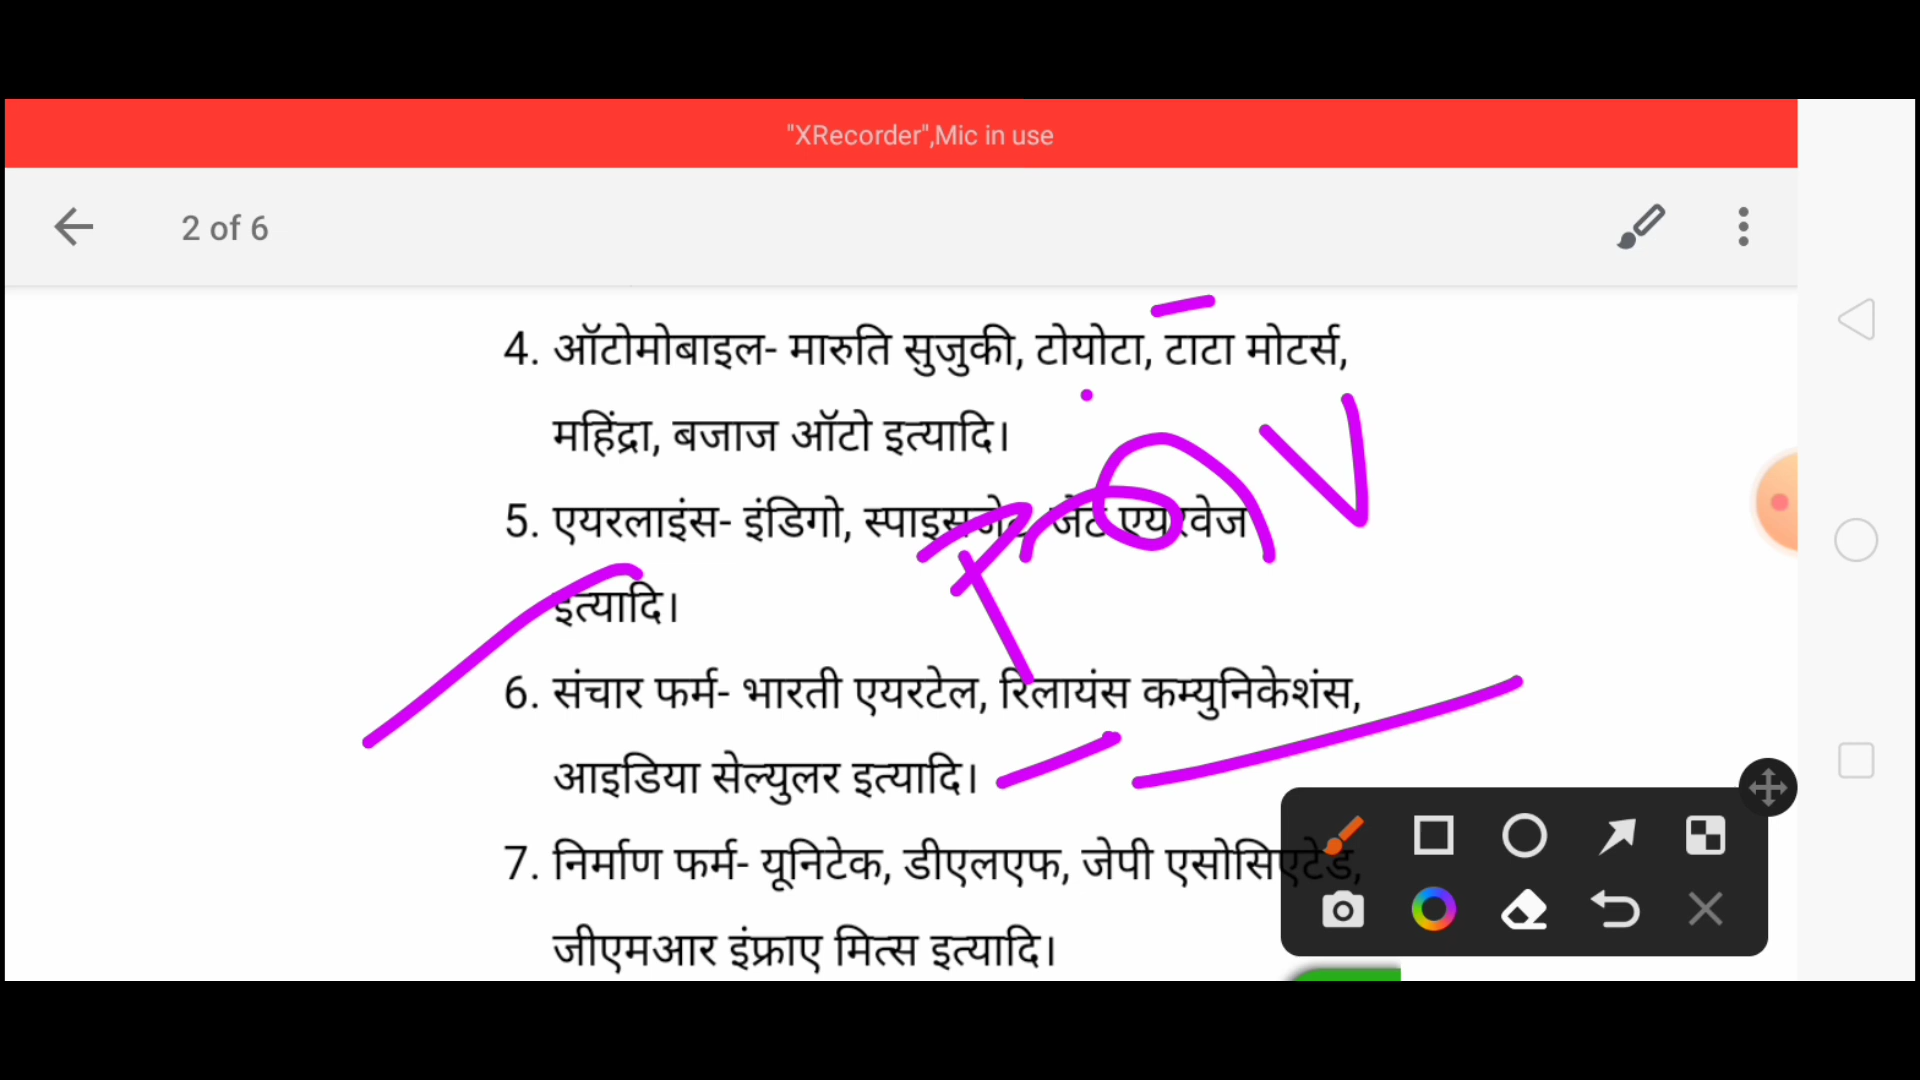 "XRecorder",Mic in use
2 of 6
4. ऑटोमोबाइल- मारुति सुजुकी, टोयोटा, टाटा मोटर्स,
महिंद्रा, बजाज ऑटो इत्यादि।
5. एयरलाइंस- इंडिगो, स्पाइसजेट, जेट एयरवेज
इत्यादि।
6. संचार फर्म- भारती एयरटेल, रिलायंस कम्युनिकेशंस,
आइडिया सेल्युलर इत्यादि।
7. निर्माण फर्म- यूनिटेक, डीएलएफ, जेपी एसोसिएटेड,
जीएमआर इंफ्राए मित्स इत्यादि।